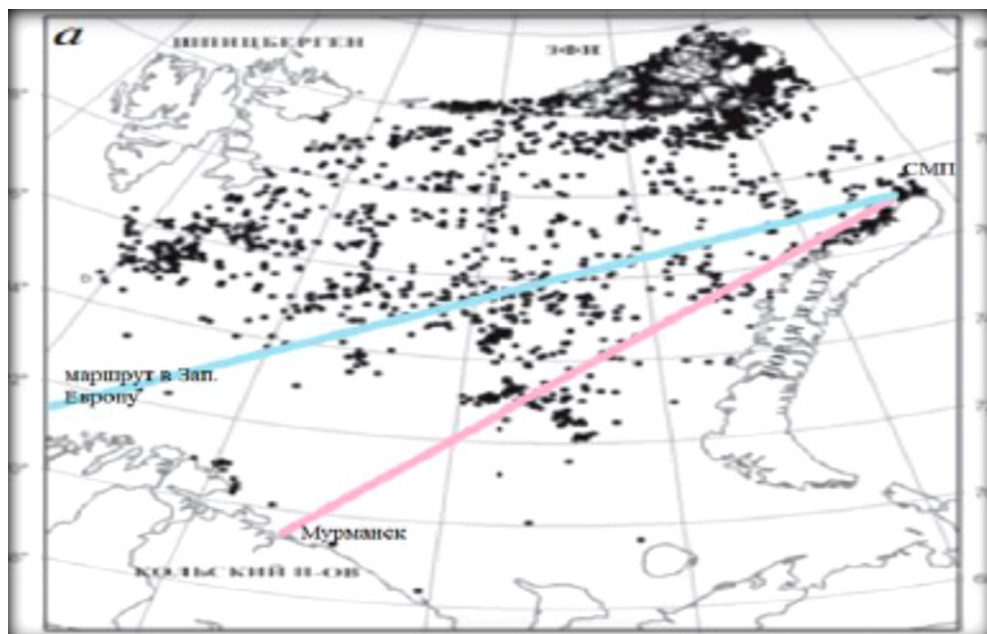 а
ШПИЦБЕРГЕН
ЗФИ
СМП
НОВАЯ ЗЕМЛЯ
маршрут в Зап.
Европу
Мурманск
КОЛЬСКИЙ П-ОВ